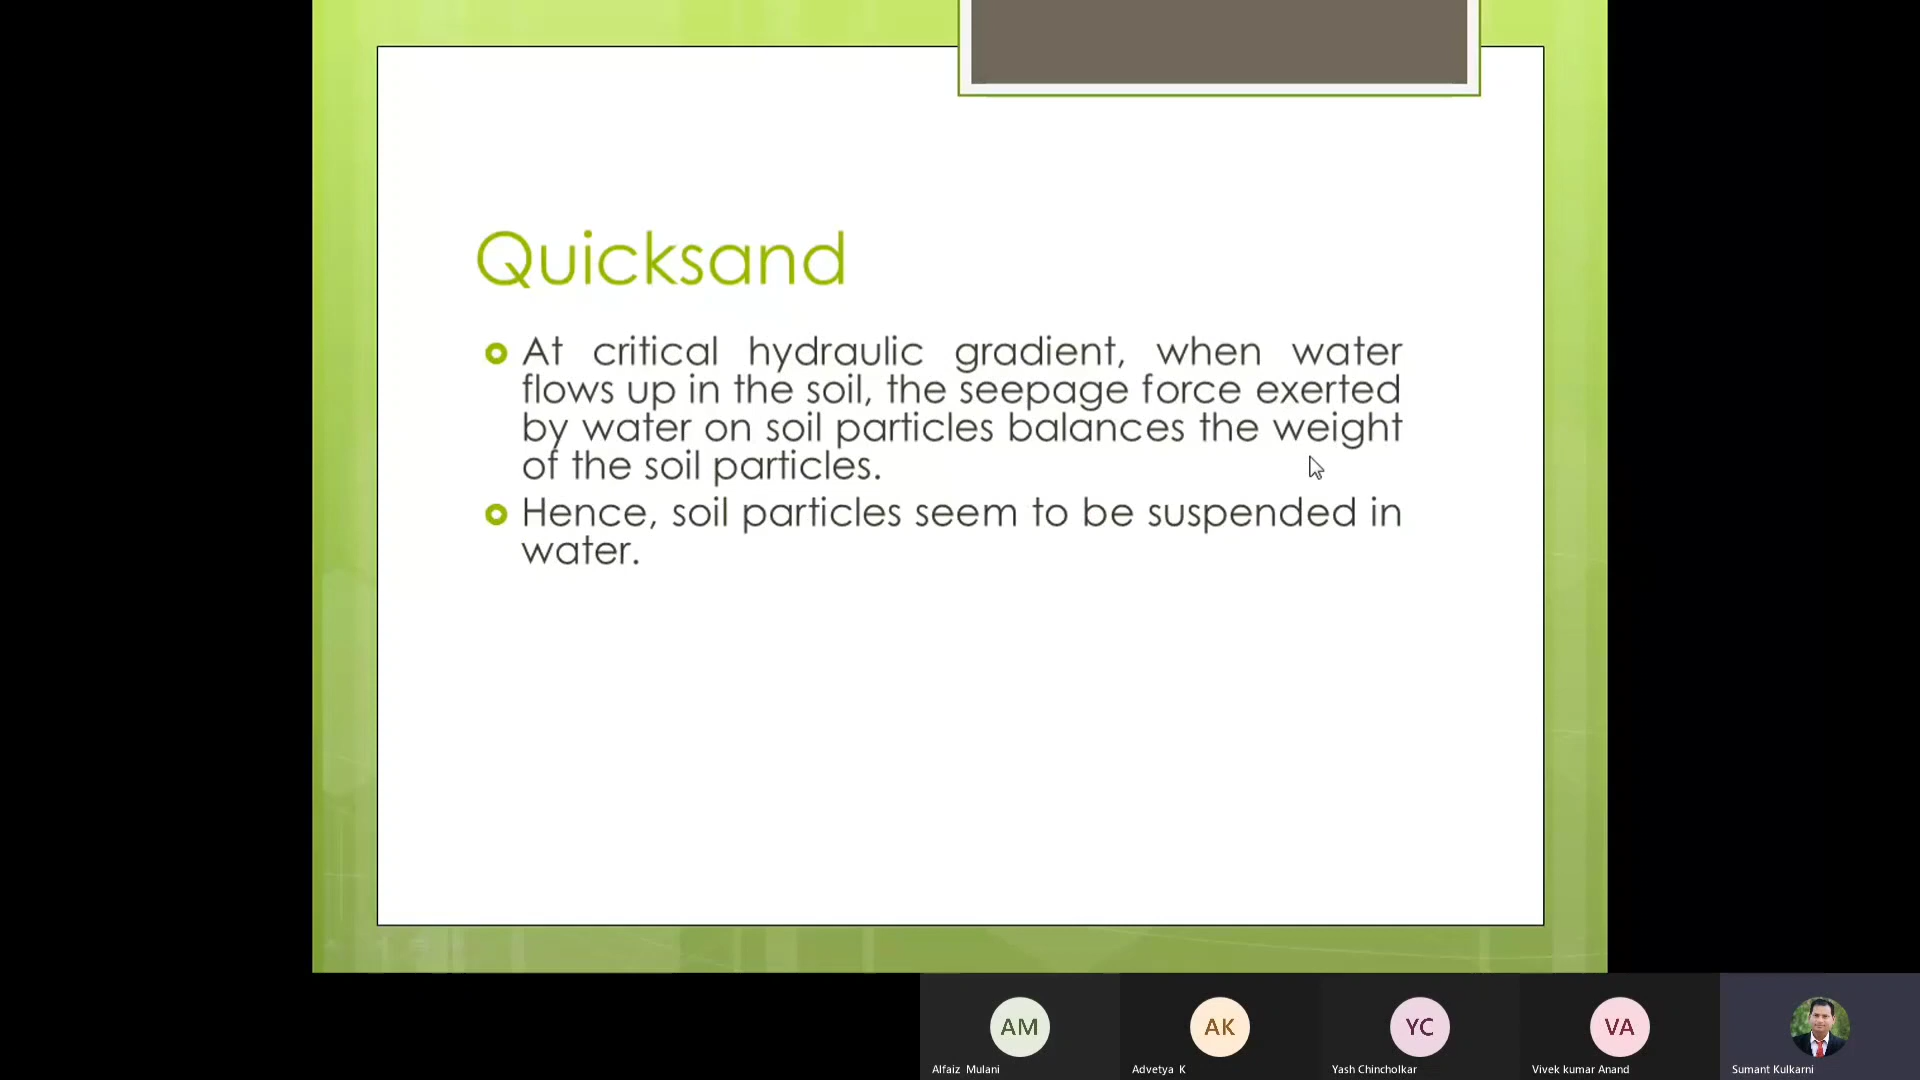 Quicksand
At critical hydraulic gradient, when water
flows up in the soil, the seepage force exerted
by water on soil particles balances the weight
of the soil particles.
Hence, soil particles seem to be suspended in
water.
AM
AK
YC
VA
Alfaiz Mulani
Advetya K
Yash Chincholkar
Vivek kumar Anand
Sumant Kulkarni